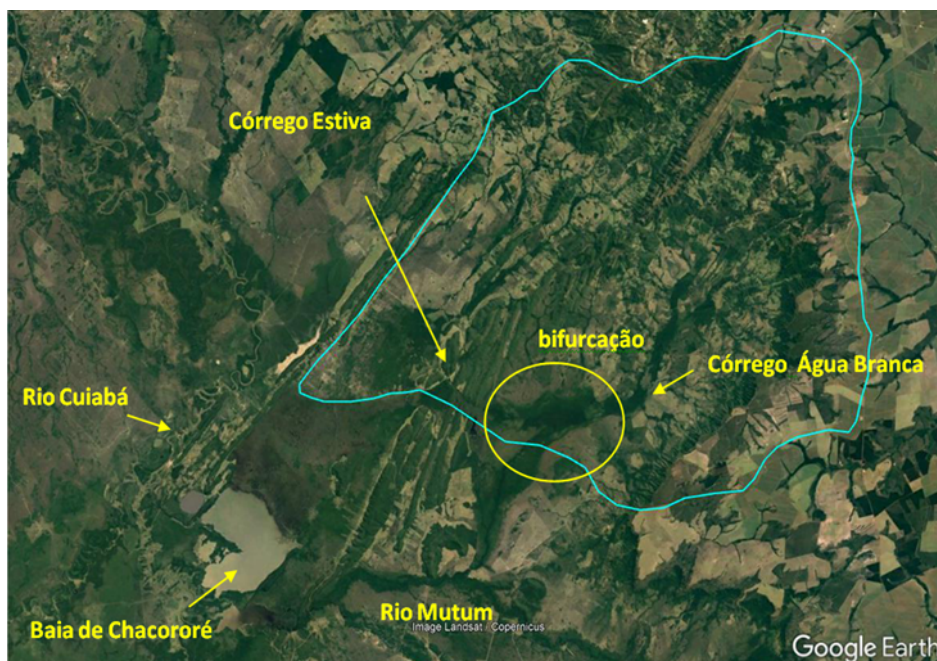 Córrego Estiva
bifurcação
Córrego Água Branca
Rio Cuiabá
Baia de Chacororé
Rio Mutum
Image Landsat / Copernicus
Google Earth